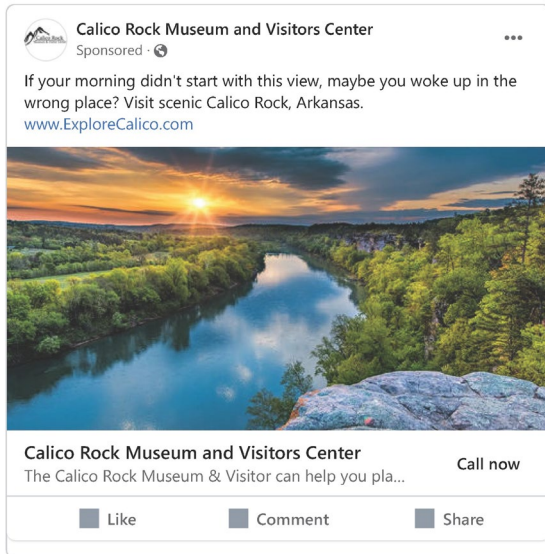 Calico Rock Museum and Visitors Center
Sponsored ·
If your morning didn't start with this view, maybe you woke up in the
wrong place? Visit scenic Calico Rock, Arkansas.
www.ExploreCalico.com
Calico Rock Museum and Visitors Center
The Calico Rock Museum & Visitor can help you pla...
Call now
Like
Comment
Share